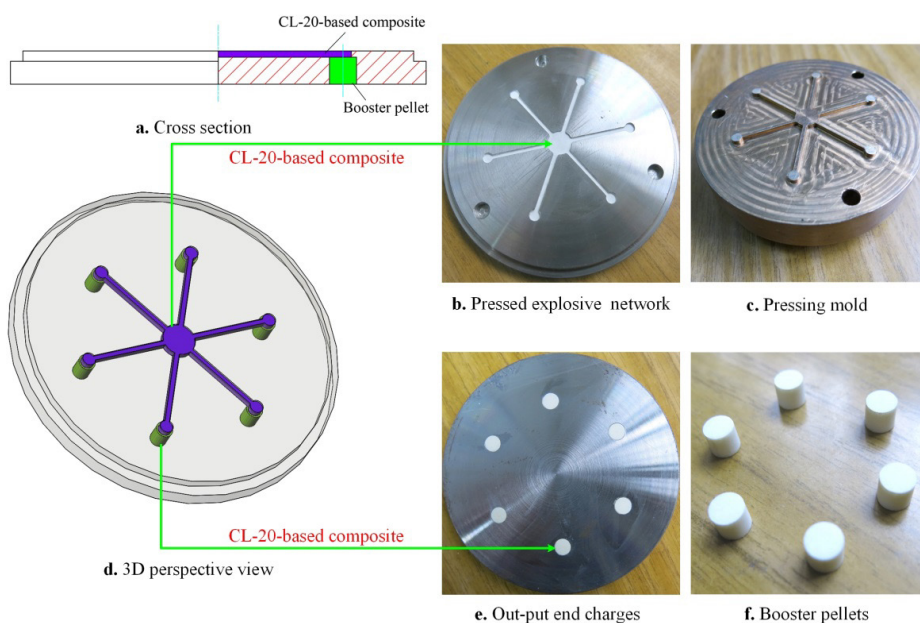 CL-20-based composite
Booster pellet
a. Cross section
CL-20-based composite
b. Pressed explosive network
c. Pressing mold
CL-20-based composite
d. 3D perspective view
e. Out-put end charges
f. Booster pellets